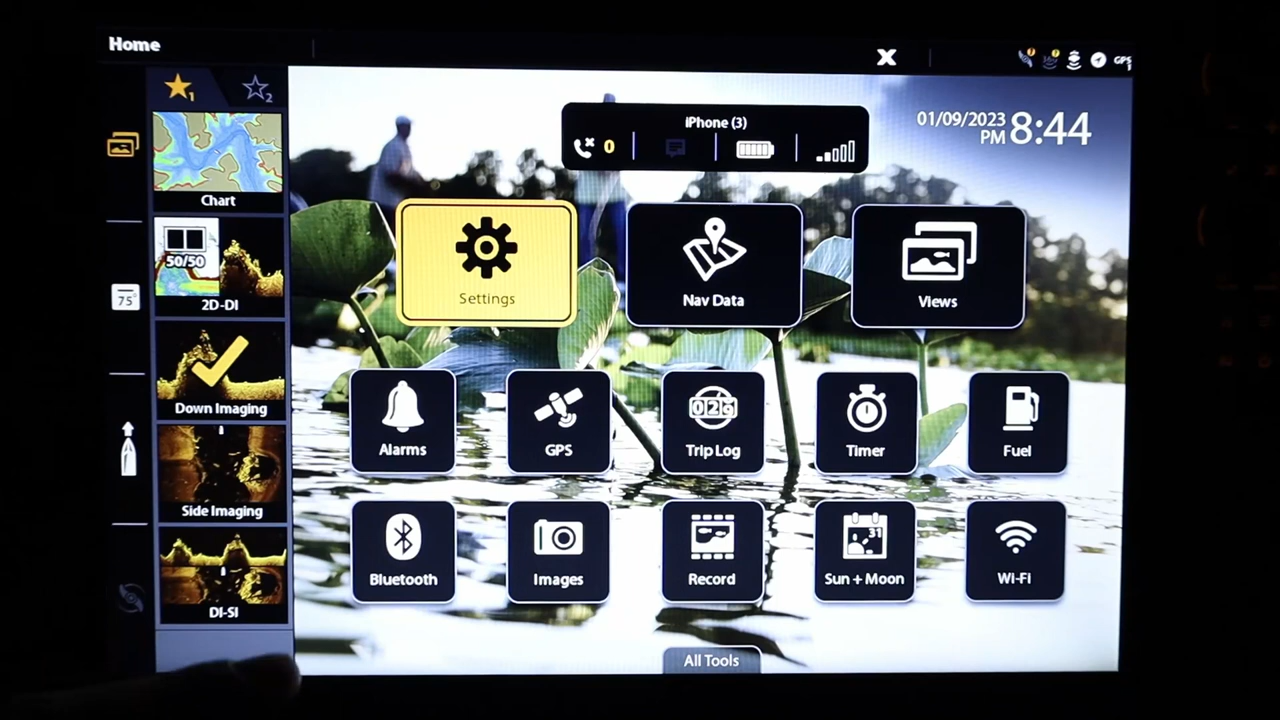 Home
GPS
1
2
iPhone (3)
0
01/09/2023
PM 8:44
Chart
50/50
2D-DI
Down Imaging
Side Imaging
DI-SI
75°
Settings
Nav Data
Views
Alarms
GPS
Trip Log
Timer
Fuel
Bluetooth
Images
Record
31
Sun + Moon
Wi-Fi
All Tools